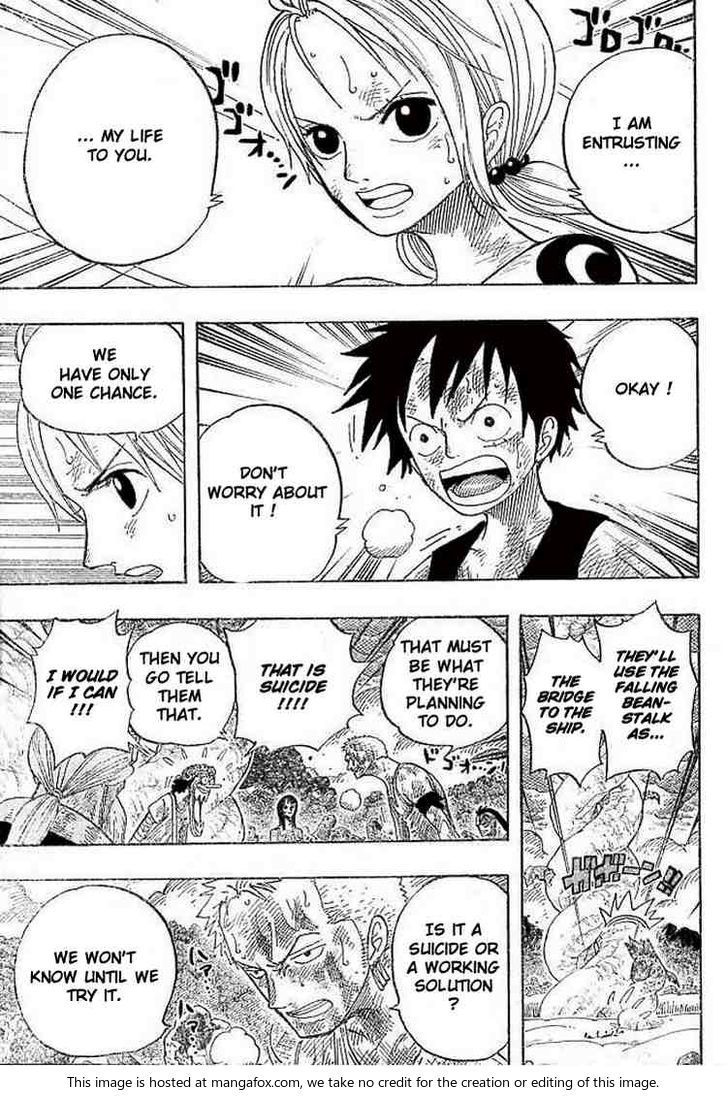 I AM
ENTRUSTING
...
ゴロゴロ
... MY LIFE
TO YOU.
OKAY !
DON'T
WORRY ABOUT
IT !
WE
HAVE ONLY
ONE CHANCE.
THEY'LL
USE THE
FALLING
BEAN-
STALK
AS...
THE
BRIDGE
TO THE
SHIP.
THAT MUST
BE WHAT
THEY'RE
PLANNING
TO DO.
THAT IS
SUICIDE
!!!!
THEN YOU
GO TELL
THEM
THAT.
I WOULD
IF I CAN
!!!
IS IT A
SUICIDE OR
A WORKING
SOLUTION
?
WE WON'T
KNOW UNTIL WE
TRY IT.
This image is hosted at mangafox.com, we take no credit for the creation or editing of this image.